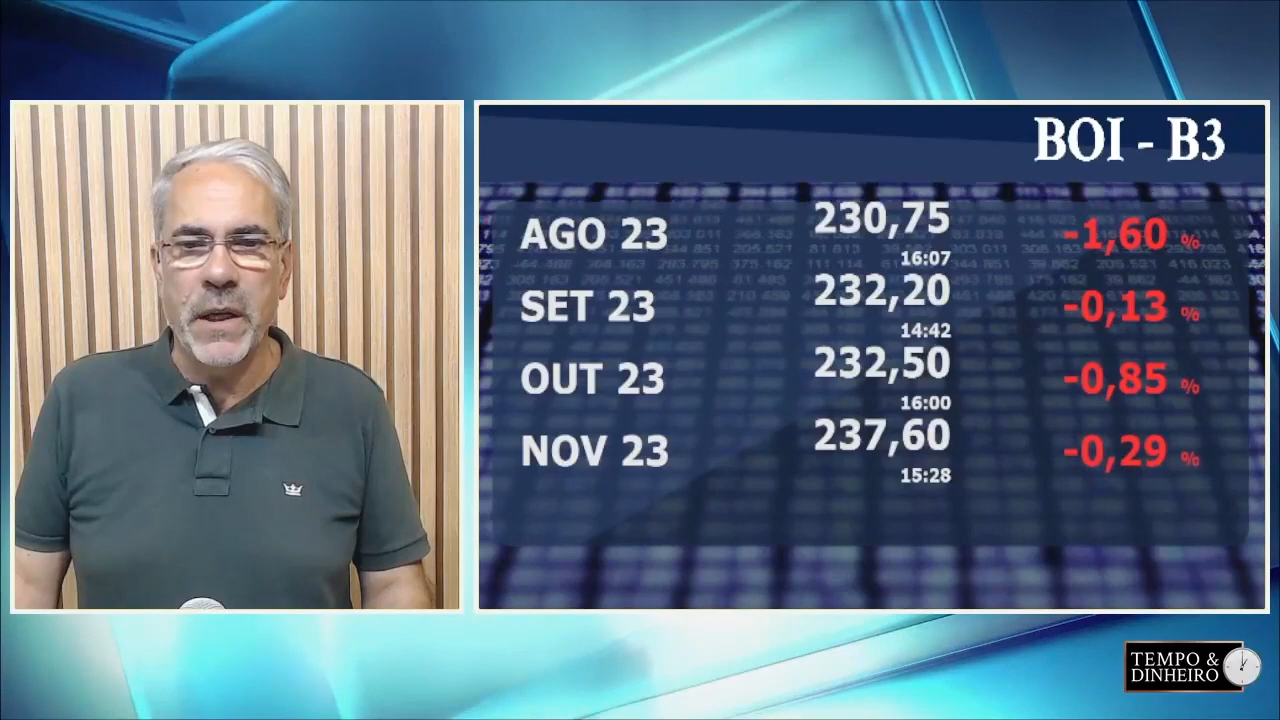 BOI - B3
AGO 23 230,75 -1,60 %
16:07
SET 23 232,20 -0,13 %
14:42
OUT 23 232,50 -0,85 %
16:00
NOV 23 237,60 -0,29 %
15:28
TEMPO &
DINHEIRO